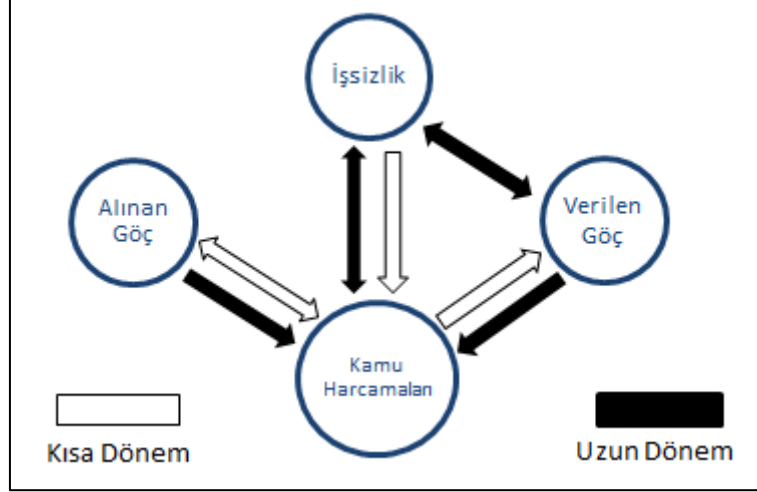 İşsizlik
Alınan
Göç
Verilen
Göç
Kamu
Harcamaları
Kısa Dönem
Uzun Dönem